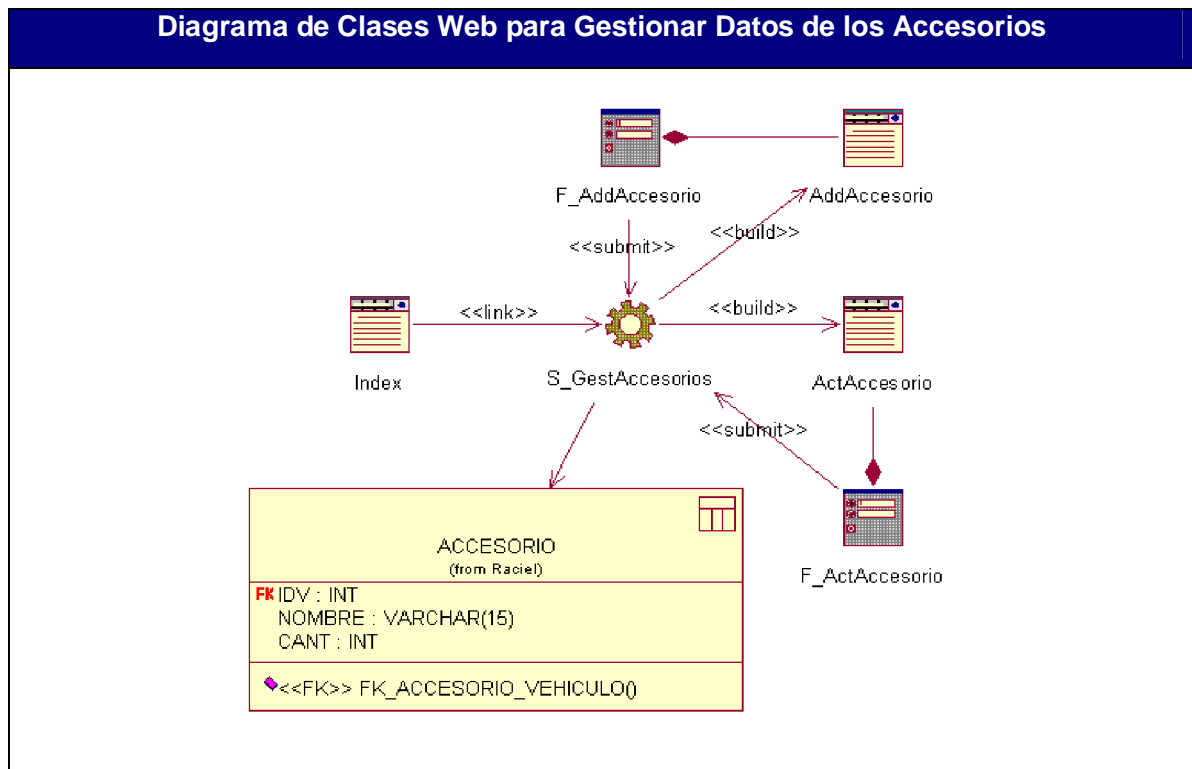 Diagrama de Clases Web para Gestionar Datos de los Accesorios
F_AddAccesorio
AddAccesorio
<<build>>
<<submit>>
<<link>>
<<build>>
Index
S_GestAccesorios
ActAccesorio
<<submit>>
ACCESORIO
(from Raciel)
F_ActAccesorio
FK IDV : INT
NOMBRE : VARCHAR(15)
CANT : INT
<<FK>> FK_ACCESORIO_VEHICULO()